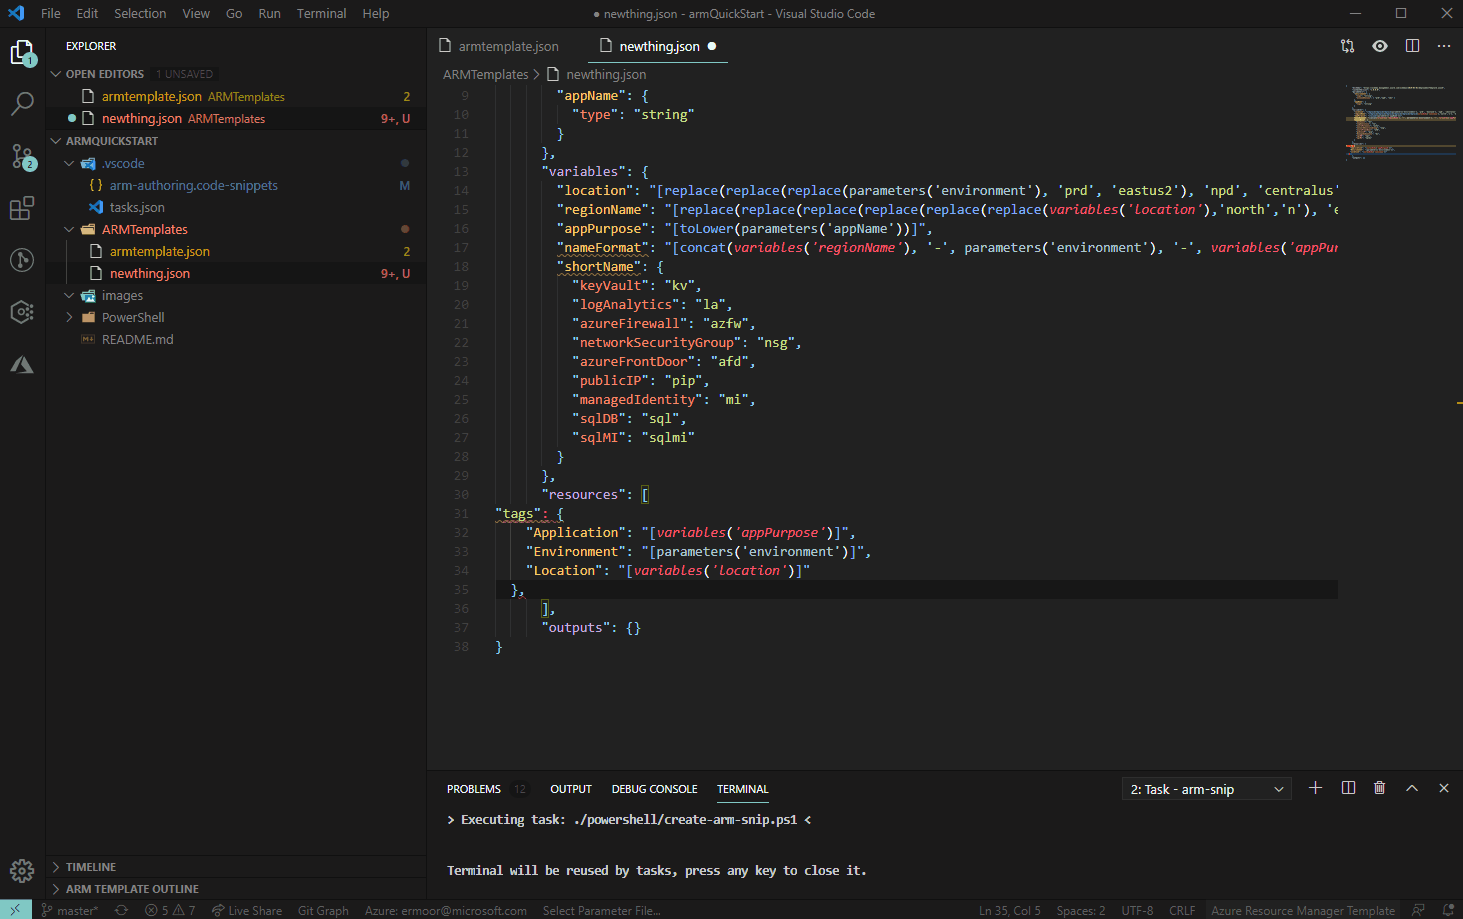 File Edit Selection View Go Run Terminal Help
● newthing.json - armQuickStart - Visual Studio Code
EXPLORER
OPEN EDITORS 1 UNSAVED
armtemplate.json ARMTemplates 2
● newthing.json ARMTemplates 9+, U
ARMQUICKSTART
.vscode
{} arm-authoring.code-snippets M
tasks.json
ARMTemplates
armtemplate.json 2
newthing.json 9+, U
images
PowerShell
README.md
TIMELINE
ARM TEMPLATE OUTLINE
1
2
armtemplate.json
newthing.json ●
ARMTemplates > newthing.json
9 "appName": {
10 "type": "string"
11 }
12 },
13 "variables": {
14 "location": "[replace(replace(replace(parameters('environment'), 'prd', 'eastus2'), 'npd', 'centralus'
15 "regionName": "[replace(replace(replace(replace(replace(replace(variables('location'),'north','n'), 'e
16 "appPurpose": "[toLower(parameters('appName'))]",
17 "nameFormat": "[concat(variables('regionName'), '-', parameters('environment'), '-', variables('appPur
18 "shortName": {
19 "keyVault": "kv",
20 "logAnalytics": "la",
21 "azureFirewall": "azfw",
22 "networkSecurityGroup": "nsg",
23 "azureFrontDoor": "afd",
24 "publicIP": "pip",
25 "managedIdentity": "mi",
26 "sqlDB": "sql",
27 "sqlMI": "sqlmi"
28 }
29 },
30 "resources": [
31 "tags": {
32 "Application": "[variables('appPurpose')]",
33 "Environment": "[parameters('environment')]",
34 "Location": "[variables('location')]"
35 },
36 ],
37 "outputs": {}
38 }
PROBLEMS 12 OUTPUT DEBUG CONSOLE TERMINAL
2: Task - arm-snip
> Executing task: ./powershell/create-arm-snip.ps1 <
Terminal will be reused by tasks, press any key to close it.
master* 5 7 Live Share Git Graph Azure: ermoor@microsoft.com Select Parameter File...
Ln 35, Col 5 Spaces: 2 UTF-8 CRLF Azure Resource Manager Template